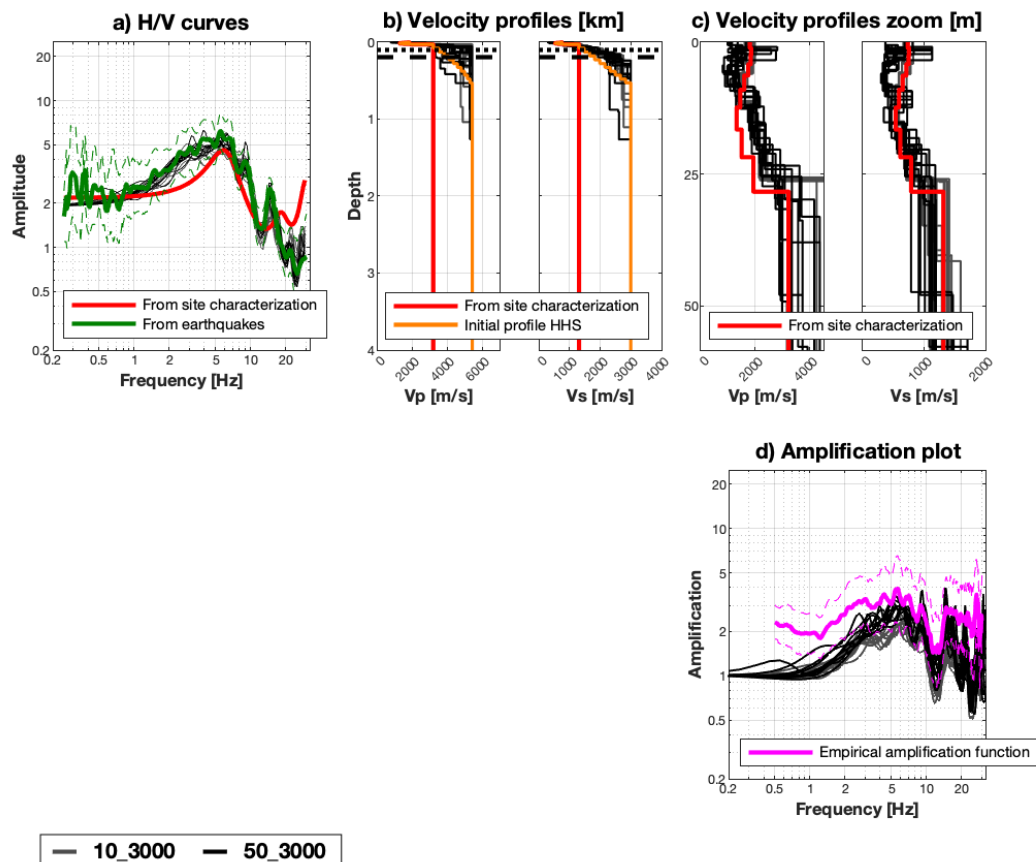 a) H/V curves
b) Velocity profiles [km]
c) Velocity profiles zoom [m]
20
10
5
2
1
0.5
0.2
Amplitude
0.2 0.5 1 2 5 10 20
Frequency [Hz]
From site characterization
From earthquakes
0
1
2
3
4
Depth
0 2000 4000 6000
Vp [m/s]
0 1000 2000 3000 4000
Vs [m/s]
From site characterization
Initial profile HHS
0
25
50
0 2000 4000
Vp [m/s]
0 1000 2000
Vs [m/s]
From site characterization
d) Amplification plot
20
10
5
2
1
0.5
0.2
Amplification
0.2 0.5 1 2 5 10 20
Frequency [Hz]
Empirical amplification function
10_3000 50_3000